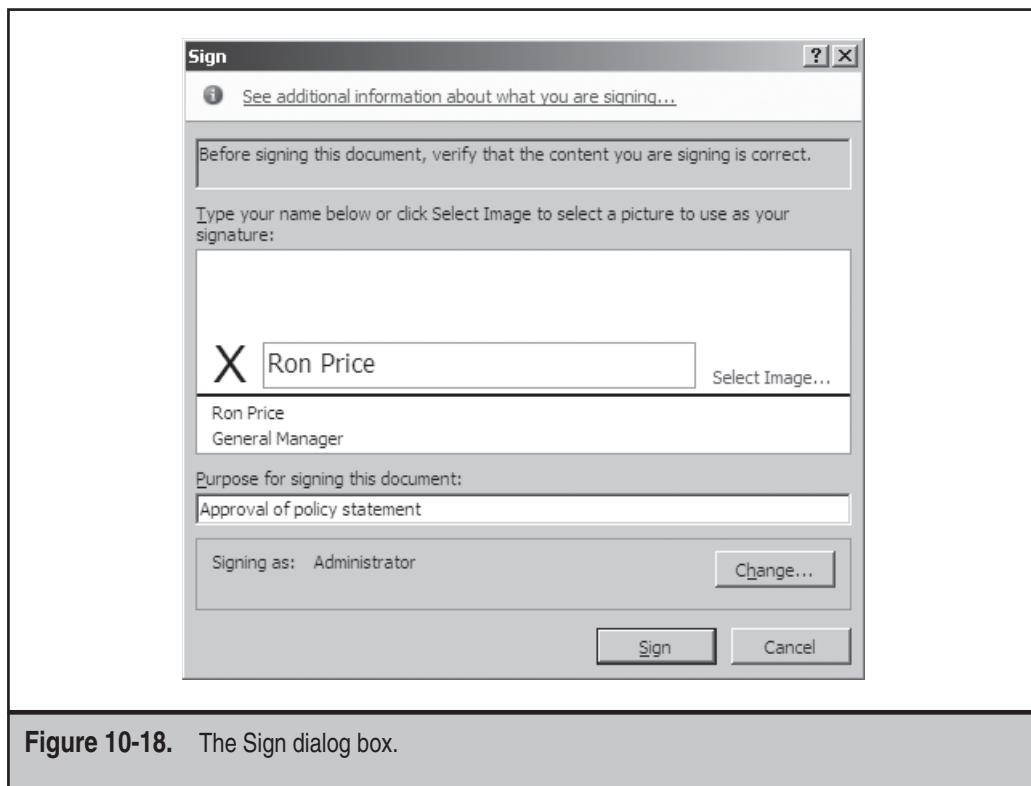 Sign
?
See additional information about what you are signing...
Before signing this document, verify that the content you are signing is correct.
Type your name below or click Select Image to select a picture to use as your
signature:
X Ron Price
Select Image...
Ron Price
General Manager
Purpose for signing this document:
Approval of policy statement
Signing as: Administrator
Change...
Sign Cancel
Figure 10-18. The Sign dialog box.